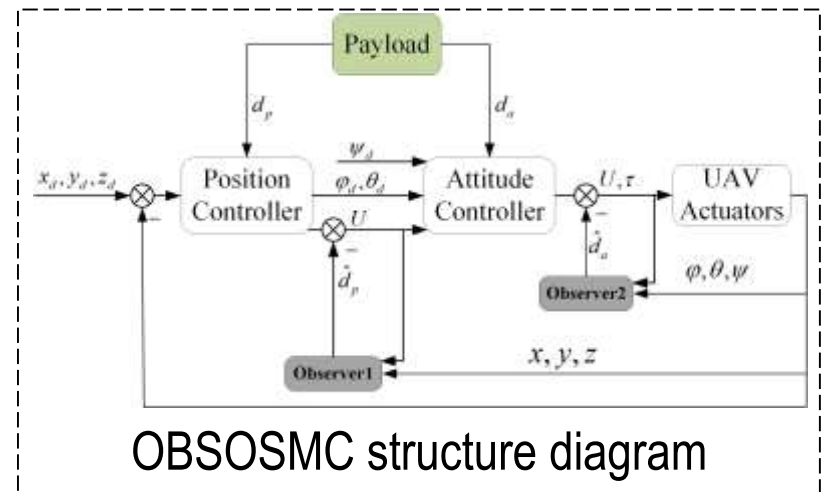 Payload
d_p
d_a
ψ_d
x_d, y_d, z_d
Position
Controller
φ_d, θ_d
Attitude
Controller
U, τ
UAV
Actuators
−
U
−
−
d̂_p
d̂_a
φ, θ, ψ
Observer2
x, y, z
Observer1
OBSOSMC structure diagram